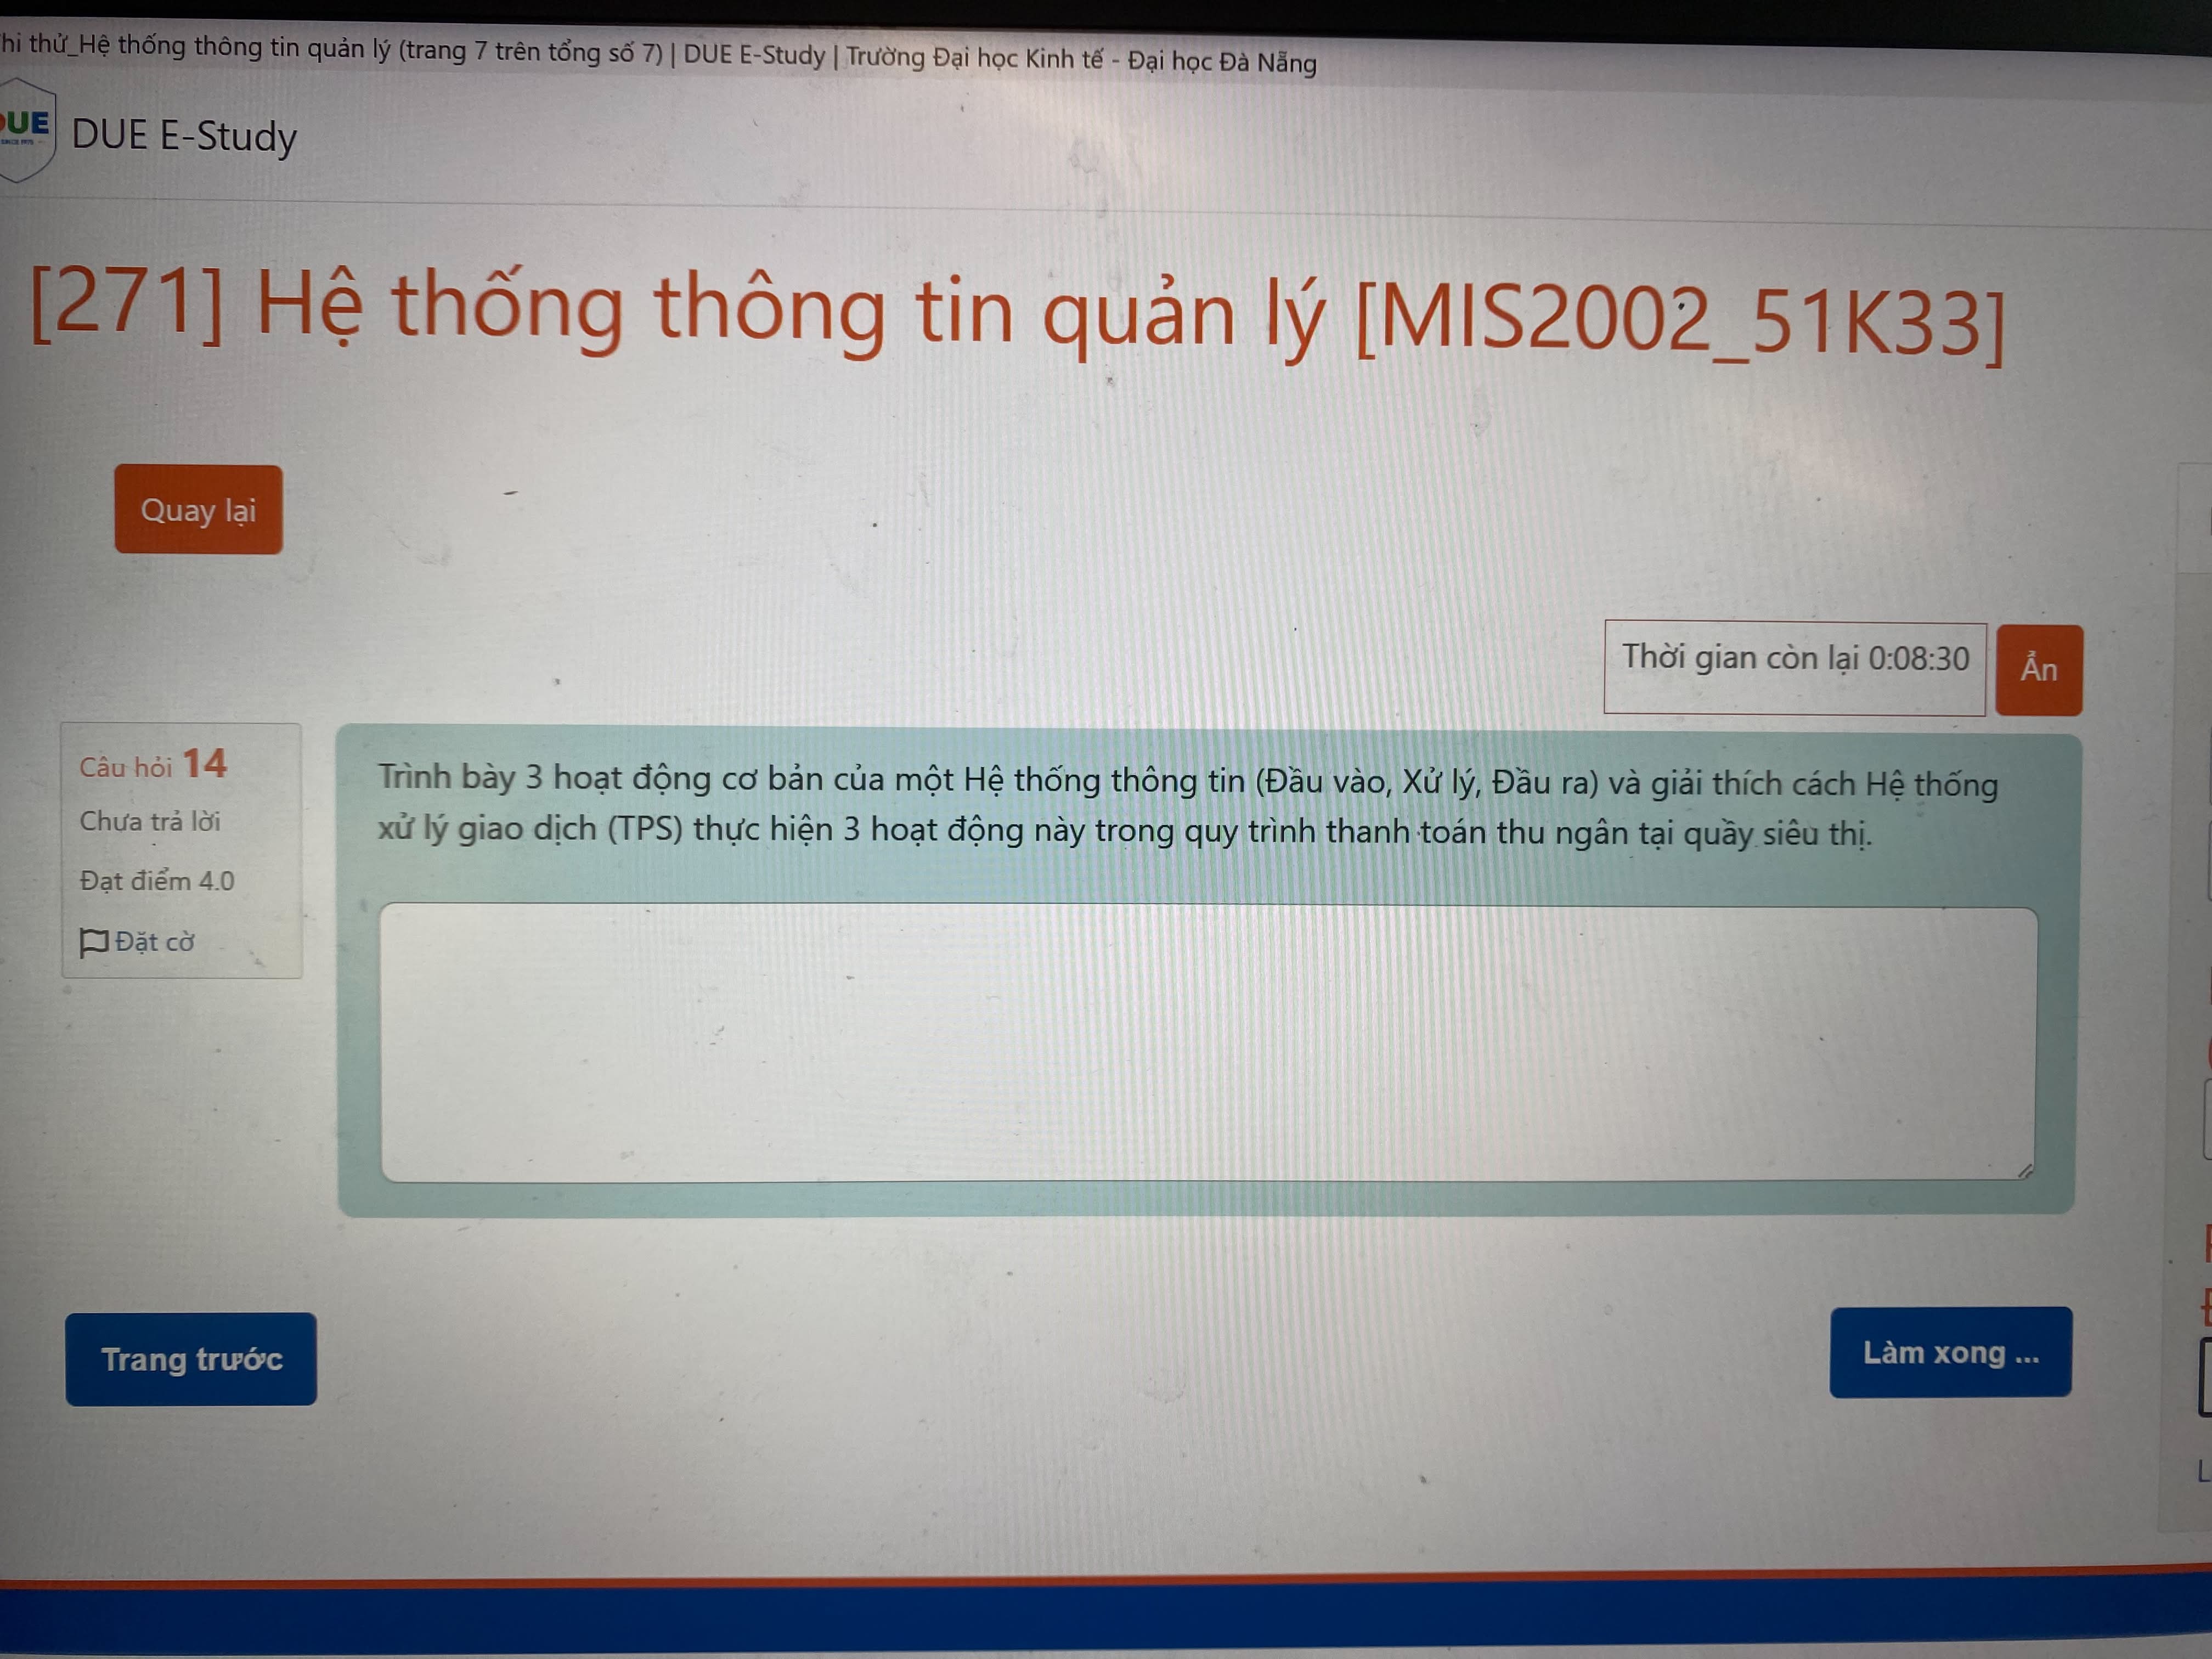 hi thử_Hệ thống thông tin quản lý (trang 7 trên tổng số 7) | DUE E-Study | Trường Đại học Kinh tế - Đại học Đà Nẵng
DUE E-Study
[271] Hệ thống thông tin quản lý [MIS2002_51K33]
Quay lại
Thời gian còn lại 0:08:30
Ẩn
Câu hỏi 14
Chưa trả lời
Đạt điểm 4.0
Đặt cờ
Trình bày 3 hoạt động cơ bản của một Hệ thống thông tin (Đầu vào, Xử lý, Đầu ra) và giải thích cách Hệ thống
xử lý giao dịch (TPS) thực hiện 3 hoạt động này trong quy trình thanh toán thu ngân tại quầy siêu thị.
Trang trước
Làm xong ...